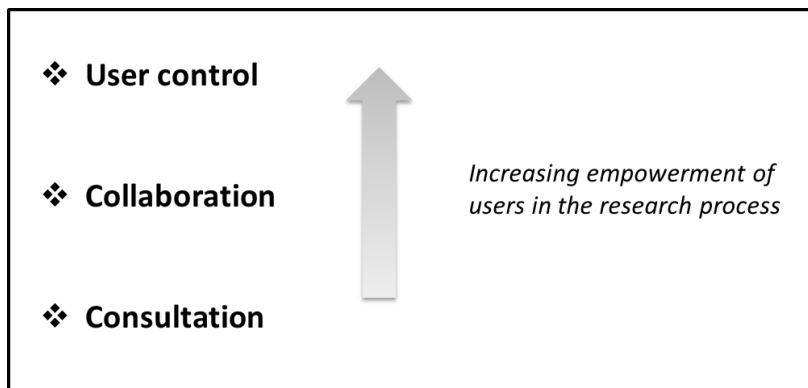 ❖ User control
❖ Collaboration
Increasing empowerment of
users in the research process
❖ Consultation